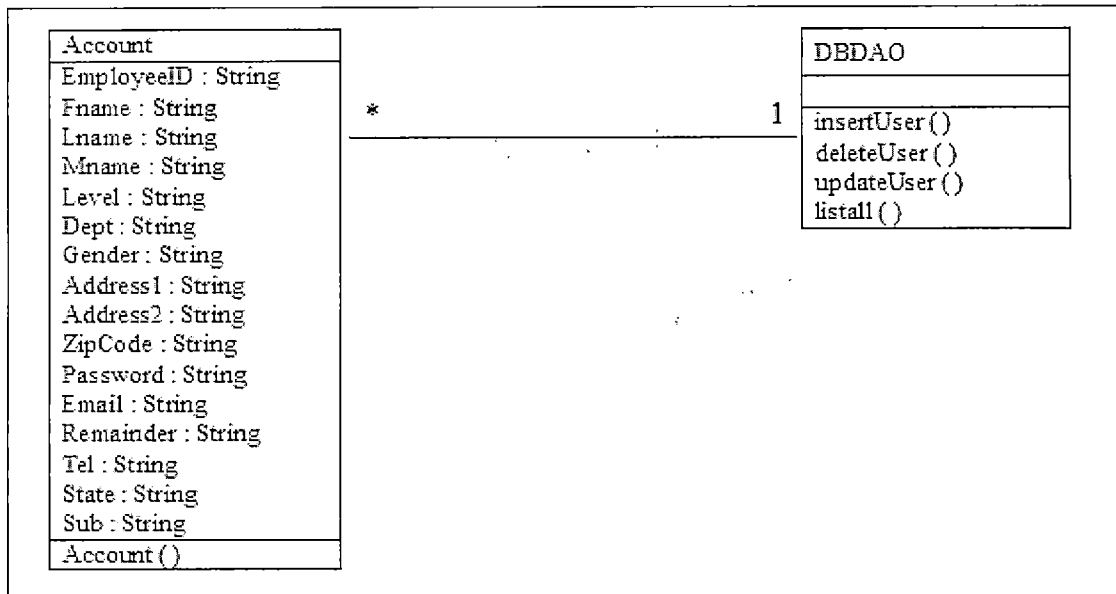 Account
EmployeeID : String
Fname : String
Lname : String
Mname : String
Level : String
Dept : String
Gender : String
Address1 : String
Address2 : String
ZipCode : String
Password : String
Email : String
Remainder : String
Tel : String
State : String
Sub : String
Account ( )
* 1
DBDAO
insertUser ( )
deleteUser ( )
updateUser ( )
listall ( )